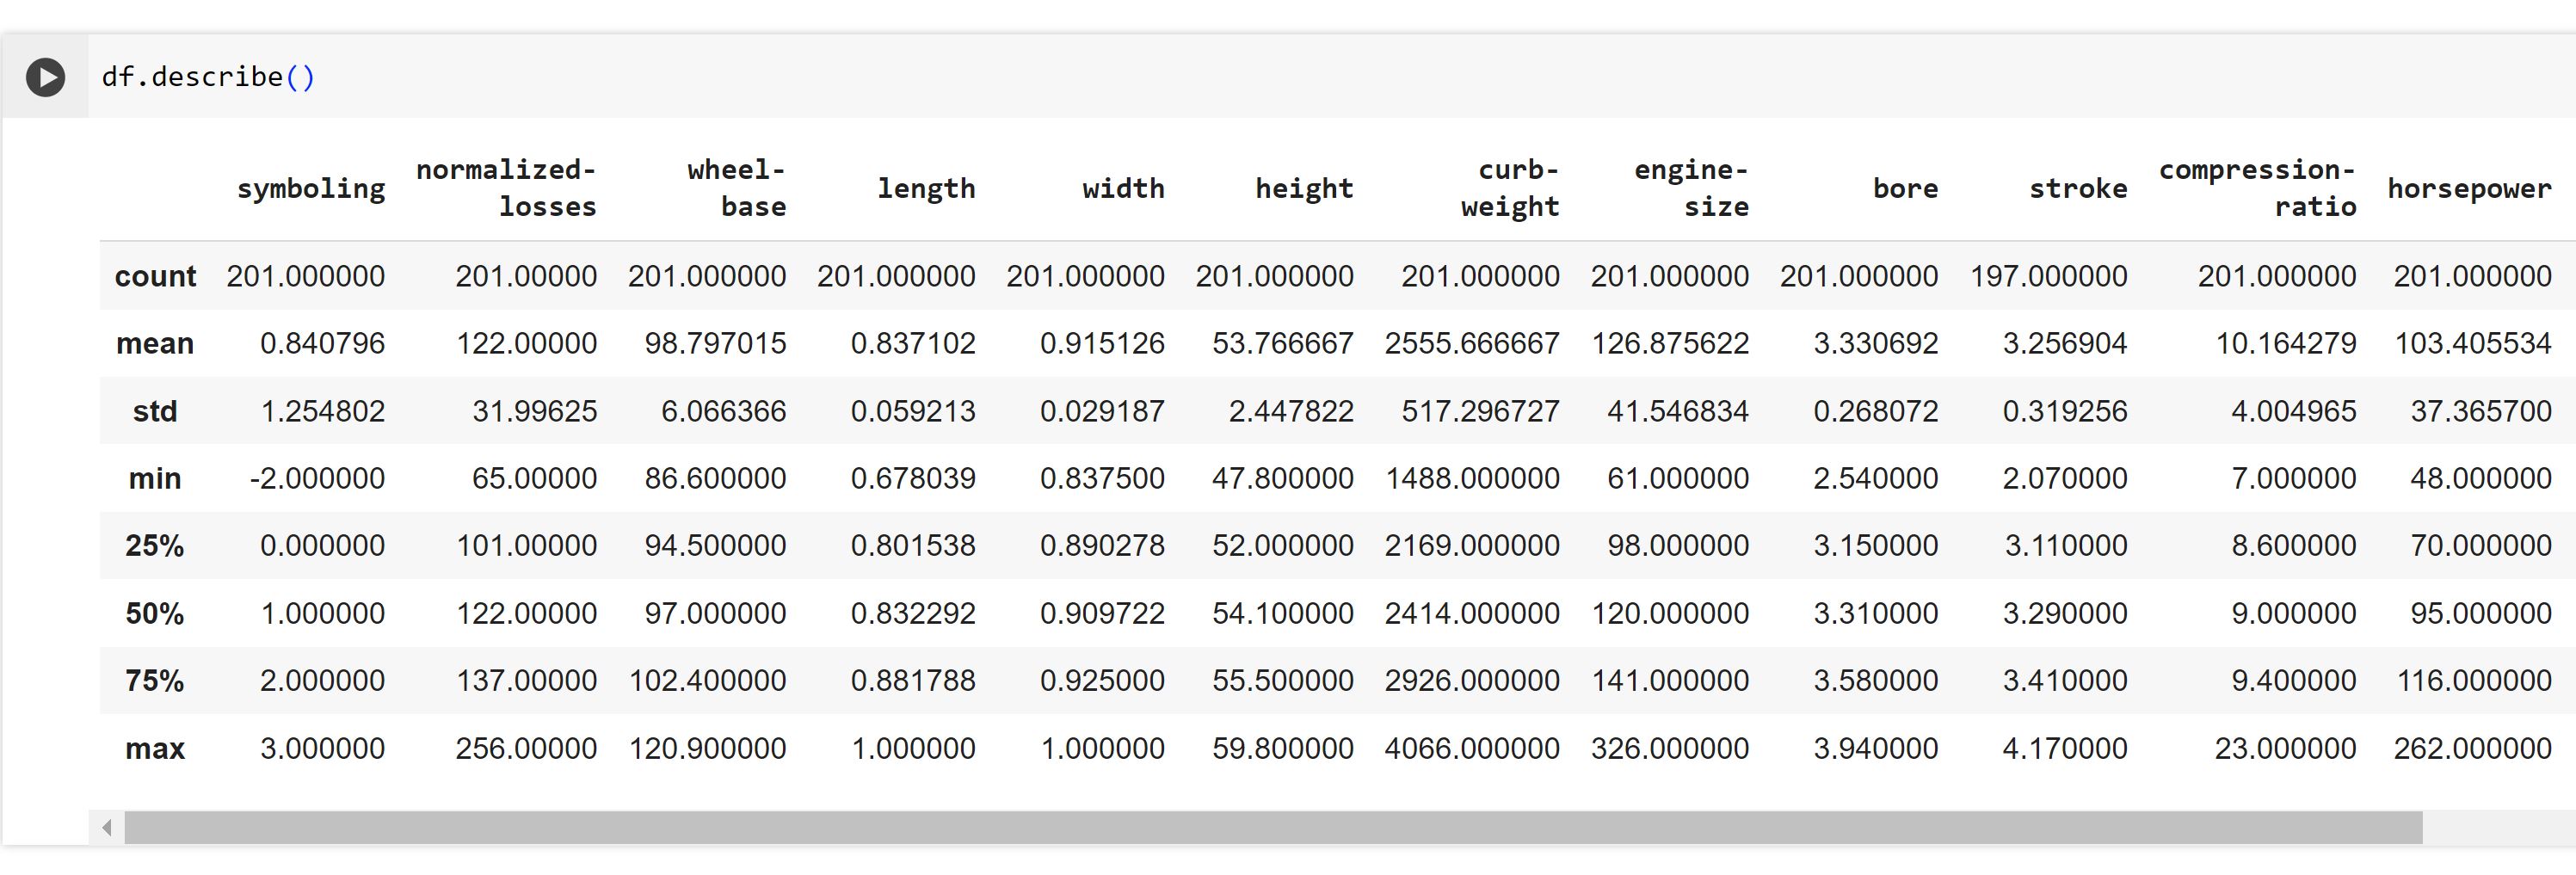 df.describe()
symboling normalized-losses wheel-base length width height curb-weight engine-size bore stroke compression-ratio horsepower
count 201.000000 201.00000 201.000000 201.000000 201.000000 201.000000 201.000000 201.000000 201.000000 197.000000 201.000000 201.000000
mean 0.840796 122.00000 98.797015 0.837102 0.915126 53.766667 2555.666667 126.875622 3.330692 3.256904 10.164279 103.405534
std 1.254802 31.99625 6.066366 0.059213 0.029187 2.447822 517.296727 41.546834 0.268072 0.319256 4.004965 37.365700
min -2.000000 65.00000 86.600000 0.678039 0.837500 47.800000 1488.000000 61.000000 2.540000 2.070000 7.000000 48.000000
25% 0.000000 101.00000 94.500000 0.801538 0.890278 52.000000 2169.000000 98.000000 3.150000 3.110000 8.600000 70.000000
50% 1.000000 122.00000 97.000000 0.832292 0.909722 54.100000 2414.000000 120.000000 3.310000 3.290000 9.000000 95.000000
75% 2.000000 137.00000 102.400000 0.881788 0.925000 55.500000 2926.000000 141.000000 3.580000 3.410000 9.400000 116.000000
max 3.000000 256.00000 120.900000 1.000000 1.000000 59.800000 4066.000000 326.000000 3.940000 4.170000 23.000000 262.000000